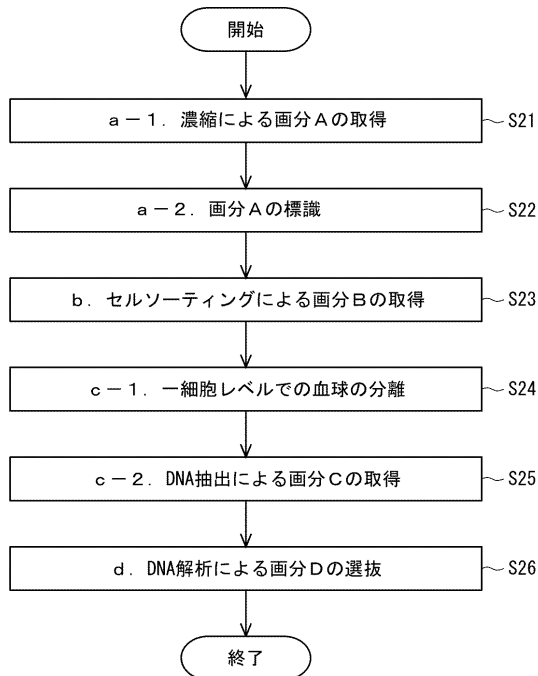 開始
ａ－１．濃縮による画分Ａの取得
S21
ａ－２．画分Ａの標識
S22
ｂ．セルソーティングによる画分Ｂの取得
S23
ｃ－１．一細胞レベルでの血球の分離
S24
ｃ－２．DNA抽出による画分Ｃの取得
S25
ｄ．DNA解析による画分Ｄの選抜
S26
終了